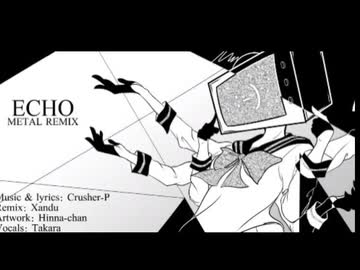 ECHO
METAL REMIX
Music & lyrics: Crusher-P
Remix: Xandu
Artwork: Hinna-chan
Vocals: Takara